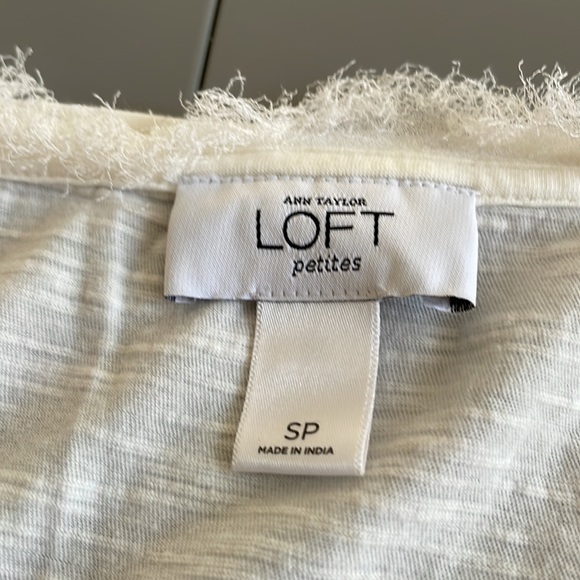 ANN TAYLOR
LOFT
petites
SP
MADE IN INDIA